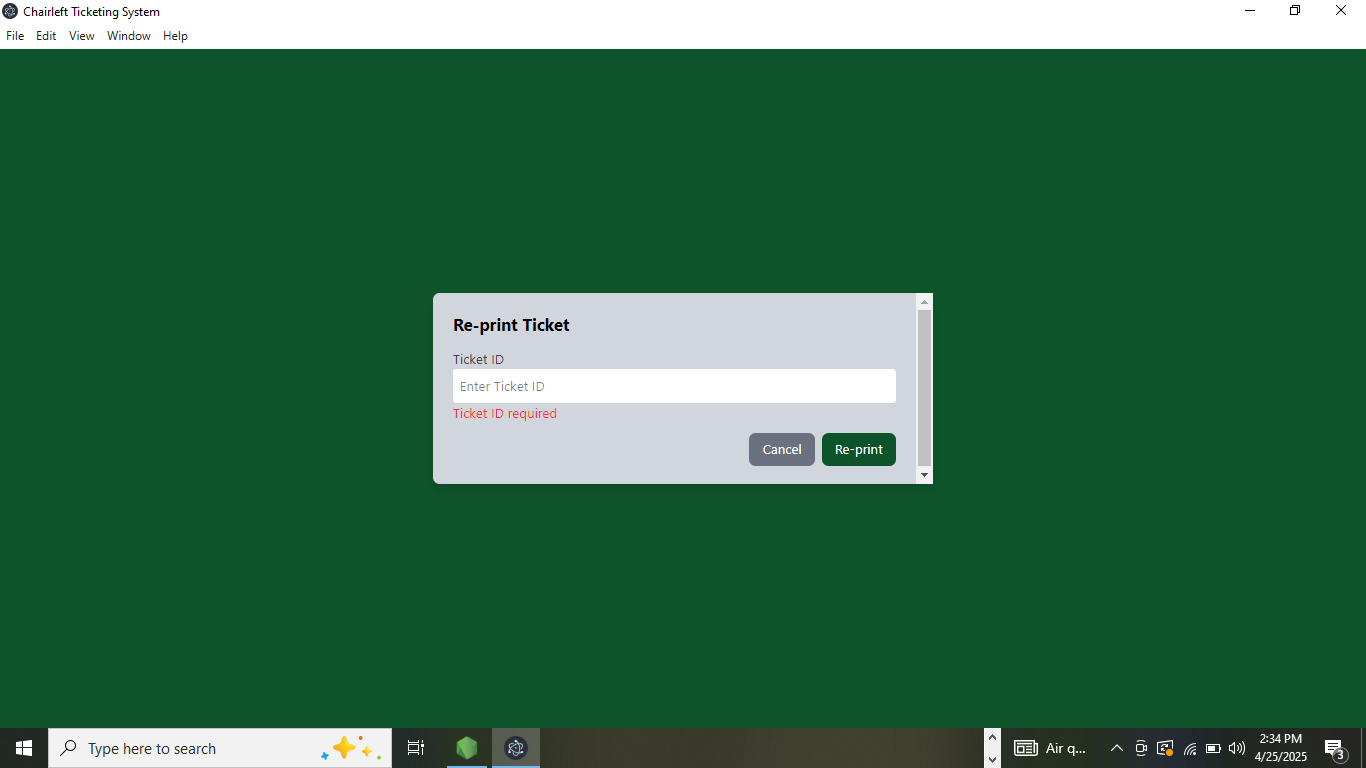 Chairleft Ticketing System
File Edit View Window Help
Re-print Ticket
Ticket ID
Enter Ticket ID
Ticket ID required
Cancel Re-print
Type here to search
Air q...
2:34 PM
4/25/2025
3